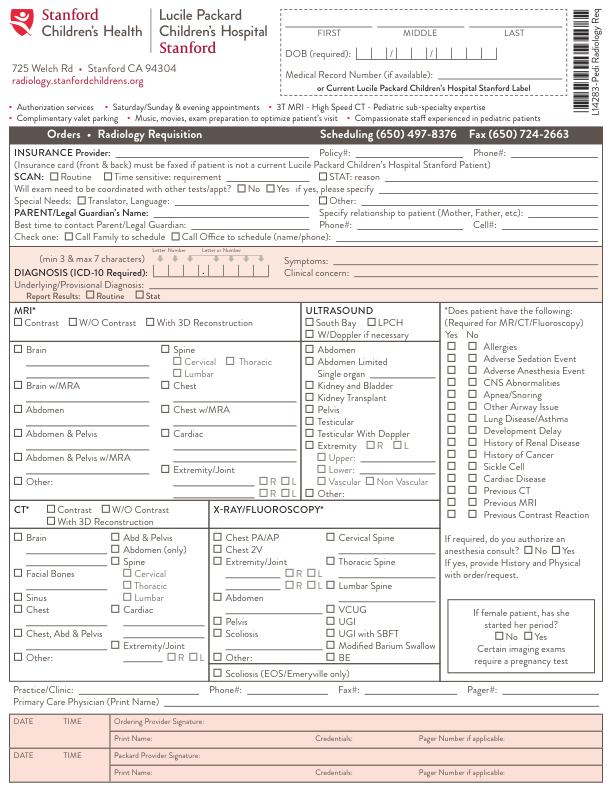 Stanford
Children's Health
Lucile Packard
Children's Hospital
Stanford
725 Welch Rd • Stanford CA 94304
radiology.stanfordchildrens.org
FIRST MIDDLE LAST
DOB (required): / /
Medical Record Number (if available):
or Current Lucile Packard Children's Hospital Stanford Label
L14283-Pedi Radiology Req
• Authorization services • Saturday/Sunday & evening appointments • 3T MRI - High Speed CT - Pediatric sub-specialty expertise
• Complimentary valet parking • Music, movies, exam preparation to optimize patient's visit • Compassionate staff experienced in pediatric patients
Orders • Radiology Requisition Scheduling (650) 497-8376 Fax (650) 724-2663
INSURANCE Provider: Policy#: Phone#:
(Insurance card (front & back) must be faxed if patient is not a current Lucile Packard Children's Hospital Stanford Patient)
SCAN: Routine Time sensitive: requirement STAT: reason
Will exam need to be coordinated with other tests/appt? No Yes if yes, please specify
Special Needs: Translator, Language: Other:
PARENT/Legal Guardian's Name: Specify relationship to patient (Mother, Father, etc):
Best time to contact Parent/Legal Guardian: Phone#: Cell#:
Check one: Call Family to schedule Call Office to schedule (name/phone):
Letter Number Letter or Number
(min 3 & max 7 characters) Symptoms:
DIAGNOSIS (ICD-10 Required): . Clinical concern:
Underlying/Provisional Diagnosis:
Report Results: Routine Stat
MRI*
Contrast W/O Contrast With 3D Reconstruction
Brain Spine
Cervical Thoracic
Lumbar
Brain w/MRA Chest
Abdomen Chest w/MRA
Abdomen & Pelvis Cardiac
Abdomen & Pelvis w/MRA
Extremity/Joint
Other: R L
R L
ULTRASOUND
South Bay LPCH
W/Doppler if necessary
Abdomen
Abdomen Limited
Single organ
Kidney and Bladder
Kidney Transplant
Pelvis
Testicular
Testicular With Doppler
Extremity R L
Upper:
Lower:
Vascular Non Vascular
Other:
*Does patient have the following:
(Required for MR/CT/Fluoroscopy)
Yes No
Allergies
Adverse Sedation Event
Adverse Anesthesia Event
CNS Abnormalities
Apnea/Snoring
Other Airway Issue
Lung Disease/Asthma
Development Delay
History of Renal Disease
History of Cancer
Sickle Cell
Cardiac Disease
Previous CT
Previous MRI
Previous Contrast Reaction
If required, do you authorize an
anesthesia consult? No Yes
If yes, provide History and Physical
with order/request.
If female patient, has she
started her period?
No Yes
Certain imaging exams
require a pregnancy test
CT* Contrast W/O Contrast
With 3D Reconstruction
Brain Abd & Pelvis
Abdomen (only)
Spine
Facial Bones Cervical
Thoracic
Sinus Lumbar
Chest Cardiac
Chest, Abd & Pelvis
Extremity/Joint
Other: R L
X-RAY/FLUOROSCOPY*
Chest PA/AP Cervical Spine
Chest 2V
Extremity/Joint Thoracic Spine
R L
R L Lumbar Spine
Abdomen
VCUG
Pelvis UGI
Scoliosis UGI with SBFT
Modified Barium Swallow
Other: BE
Scoliosis (EOS/Emeryville only)
Practice/Clinic: Phone#: Fax#: Pager#:
Primary Care Physician (Print Name)
DATE TIME Ordering Provider Signature:
Print Name: Credentials: Pager Number if applicable:
DATE TIME Packard Provider Signature:
Print Name: Credentials: Pager Number if applicable: